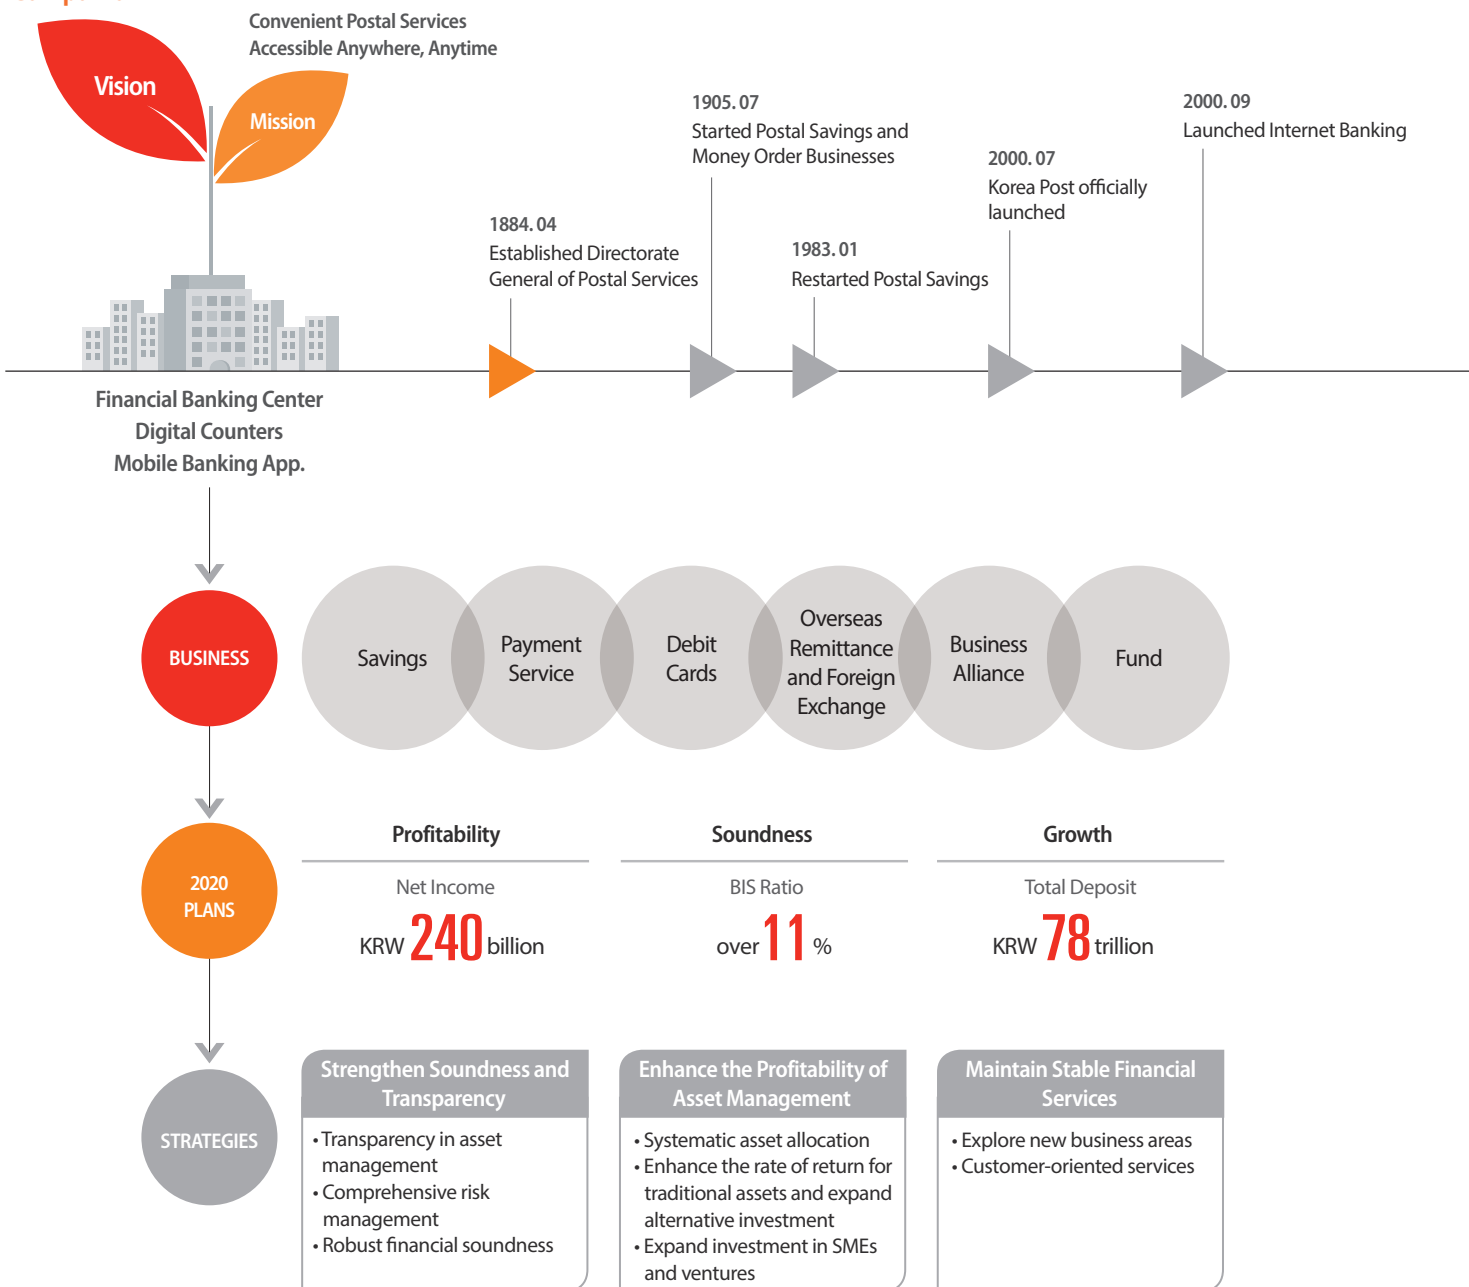 Convenient Postal Services
Accessible Anywhere, Anytime
Vision
Mission
1884. 04
Established Directorate
General of Postal Services
1905. 07
Started Postal Savings and
Money Order Businesses
1983. 01
Restarted Postal Savings
2000. 07
Korea Post officially
launched
2000. 09
Launched Internet Banking
Financial Banking Center
Digital Counters
Mobile Banking App.
BUSINESS
Savings
Payment
Service
Debit
Cards
Overseas
Remittance
and Foreign
Exchange
Business
Alliance
Fund
2020
PLANS
Profitability
Net Income
KRW 240 billion
Soundness
BIS Ratio
over 11 %
Growth
Total Deposit
KRW 78 trillion
STRATEGIES
Strengthen Soundness and
Transparency
• Transparency in asset
management
• Comprehensive risk
management
• Robust financial soundness
Enhance the Profitability of
Asset Management
• Systematic asset allocation
• Enhance the rate of return for
traditional assets and expand
alternative investment
• Expand investment in SMEs
and ventures
Maintain Stable Financial
Services
• Explore new business areas
• Customer-oriented services